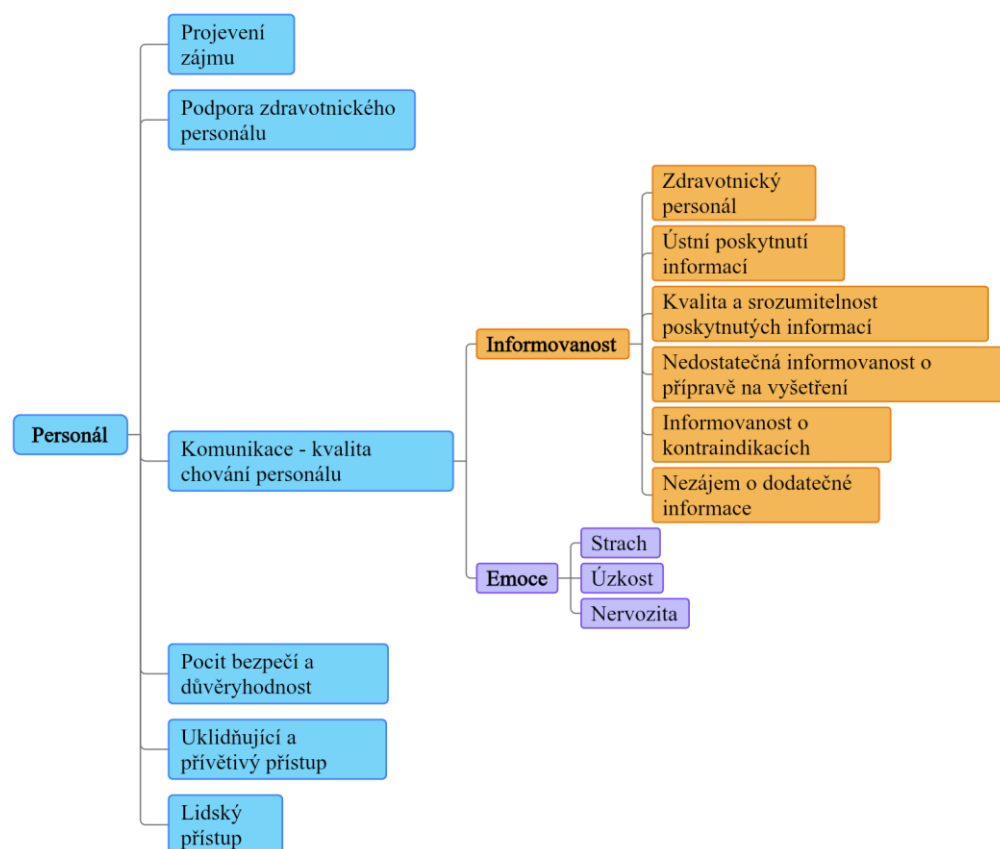 Projevení
zájmu
Podpora zdravotnického
personálu
Zdravotnický
personál
Ústní poskytnutí
informací
Kvalita a srozumitelnost
poskytnutých informací
Informovanost
Nedostatečná informovanost o
přípravě na vyšetření
Personál
Komunikace - kvalita
chování personálu
Informovanost o
kontraindikacích
Nezájem o dodatečné
informace
Emoce
Strach
Úzkost
Nervozita
Pocit bezpečí a
důvěryhodnost
Uklidňující a
přívětivý přístup
Lidský
přístup